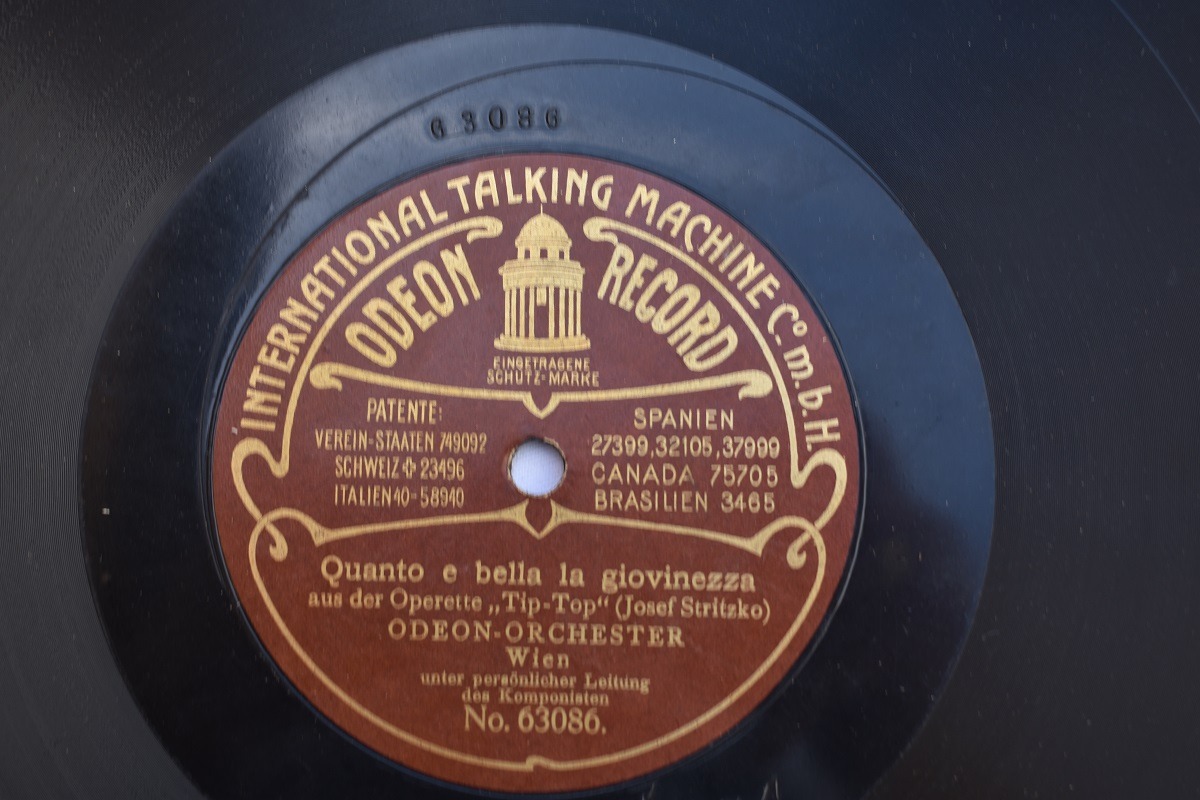 63086
INTERNATIONAL TALKING MACHINE Co. m. b. H.
ODEON RECORD
EINGETRAGENE
SCHUTZ-MARKE
PATENTE:
VEREIN=STAATEN 749092
SCHWEIZ ✚ 23496
ITALIEN 40=58940
SPANIEN
27399,32105,37999
CANADA 75705
BRASILIEN 3465
Quanto e bella la giovinezza
aus der Operette „Tip-Top“ (Josef Stritzko)
ODEON-ORCHESTER
Wien
unter persönlicher Leitung
des Komponisten
No. 63086.